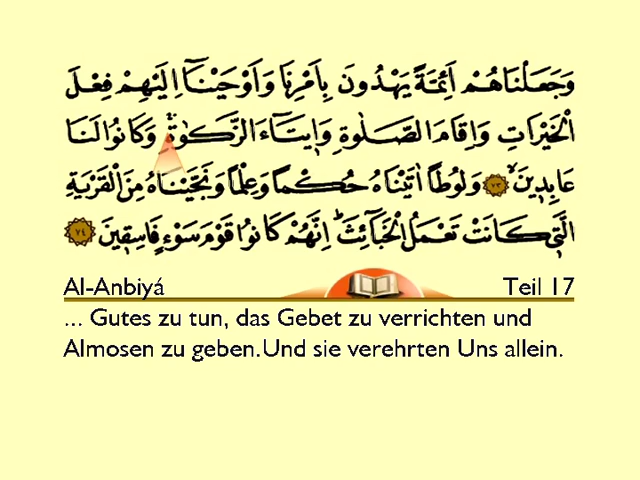 وَجَعَلْنَاهُمْ اَئِمَّةً يَهْدُونَ بِاَمْرِنَا وَاَوْحَيْنَٓا اِلَيْهِمْ فِعْلَ
الْخَيْرَاتِ وَاِقَامَ الصَّلٰوةِ وَا۪يتَٓاءَ الزَّكٰوةِۚ وَكَانُوا لَنَا
عَابِد۪ينَۙ ٧٣ وَلُوطًا اٰتَيْنَاهُ حُكْمًا وَعِلْمًا وَنَجَّيْنَاهُ مِنَ الْقَرْيَةِ
الَّت۪ي كَانَتْ تَعْمَلُ الْخَبَٓائِثَۜ اِنَّهُمْ كَانُوا قَوْمَ سَوْءٍ فَاسِق۪ينَ ٧٤
Al-Anbiyá Teil 17
... Gutes zu tun, das Gebet zu verrichten und
Almosen zu geben.Und sie verehrten Uns allein.